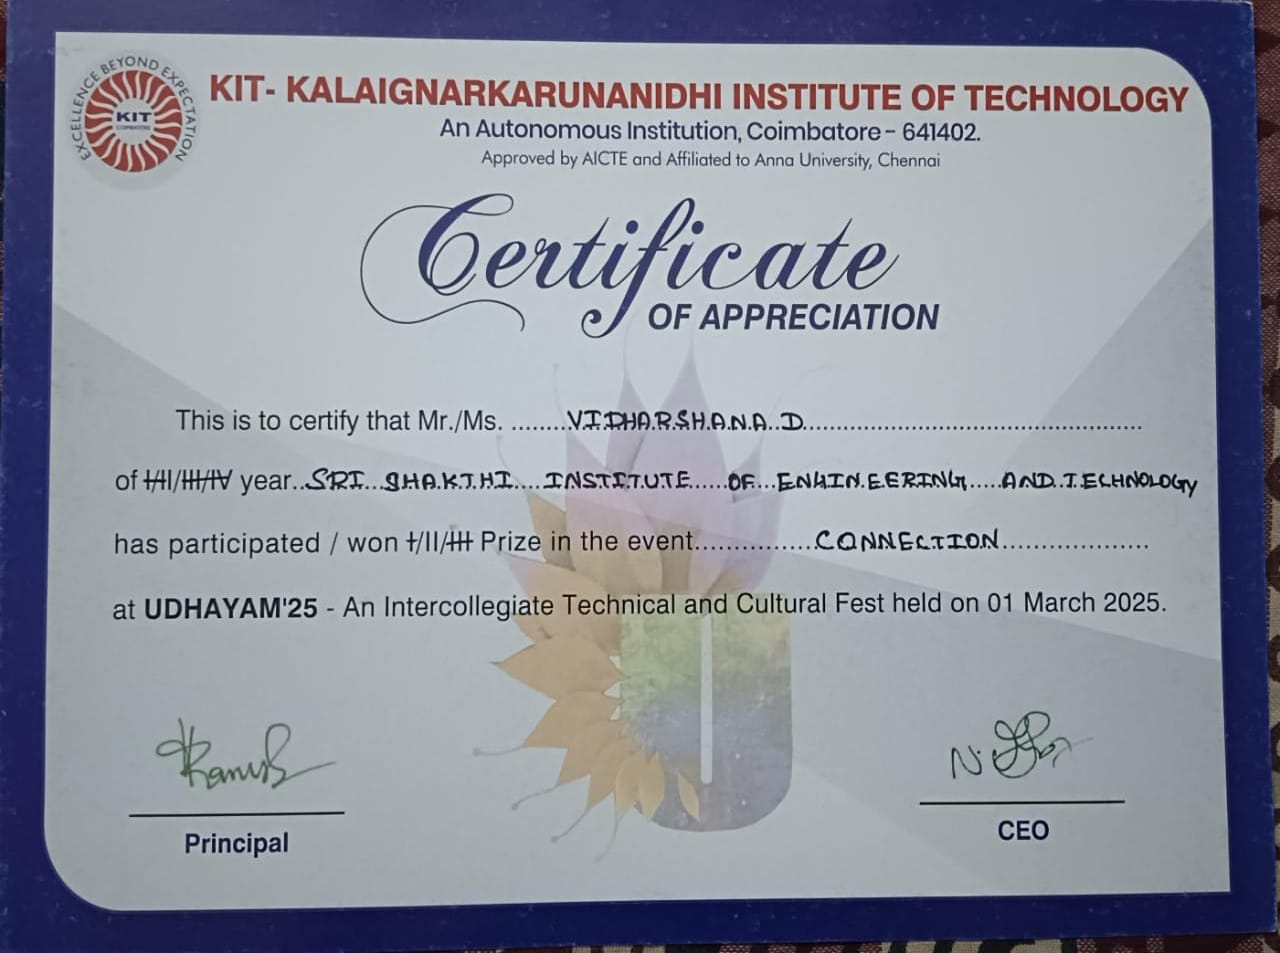 EXCELLENCE BEYOND EXPECTATION
KIT
COIMBATORE
KIT- KALAIGNARKARUNANIDHI INSTITUTE OF TECHNOLOGY
An Autonomous Institution, Coimbatore - 641402.
Approved by AICTE and Affiliated to Anna University, Chennai
Certificate
OF APPRECIATION
This is to certify that Mr./Ms. ........VIDHARSHANA D........
of I/II/III/IV year..SRI SHAKTHI INSTITUTE OF ENGINEERING AND TECHNOLOGY
has participated / won I/II/III Prize in the event..............CONNECTION......................
at UDHAYAM'25 - An Intercollegiate Technical and Cultural Fest held on 01 March 2025.
Principal
CEO